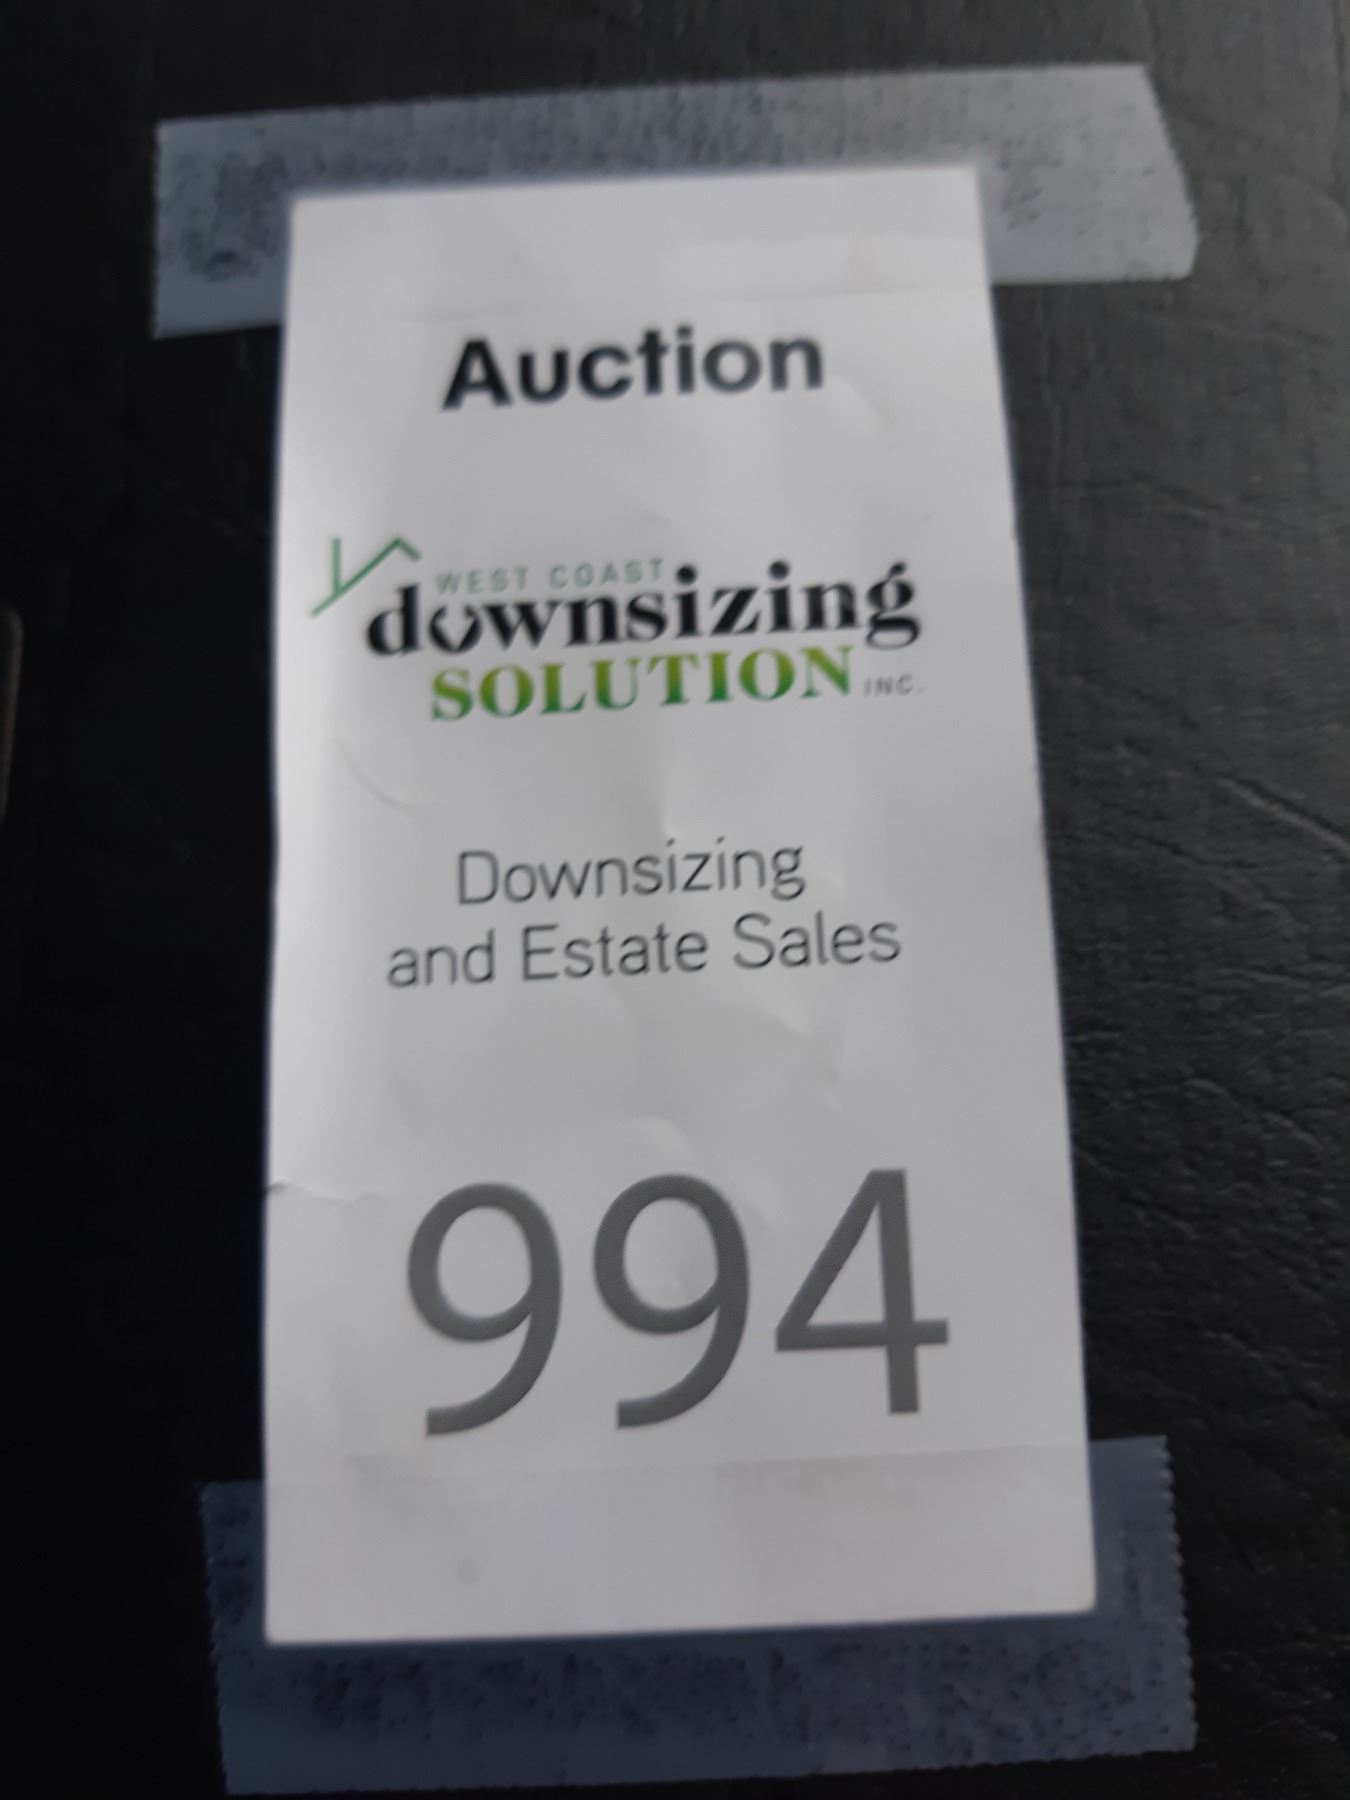 Auction
WEST COAST
downsizing
SOLUTION INC.
Downsizing
and Estate Sales
994